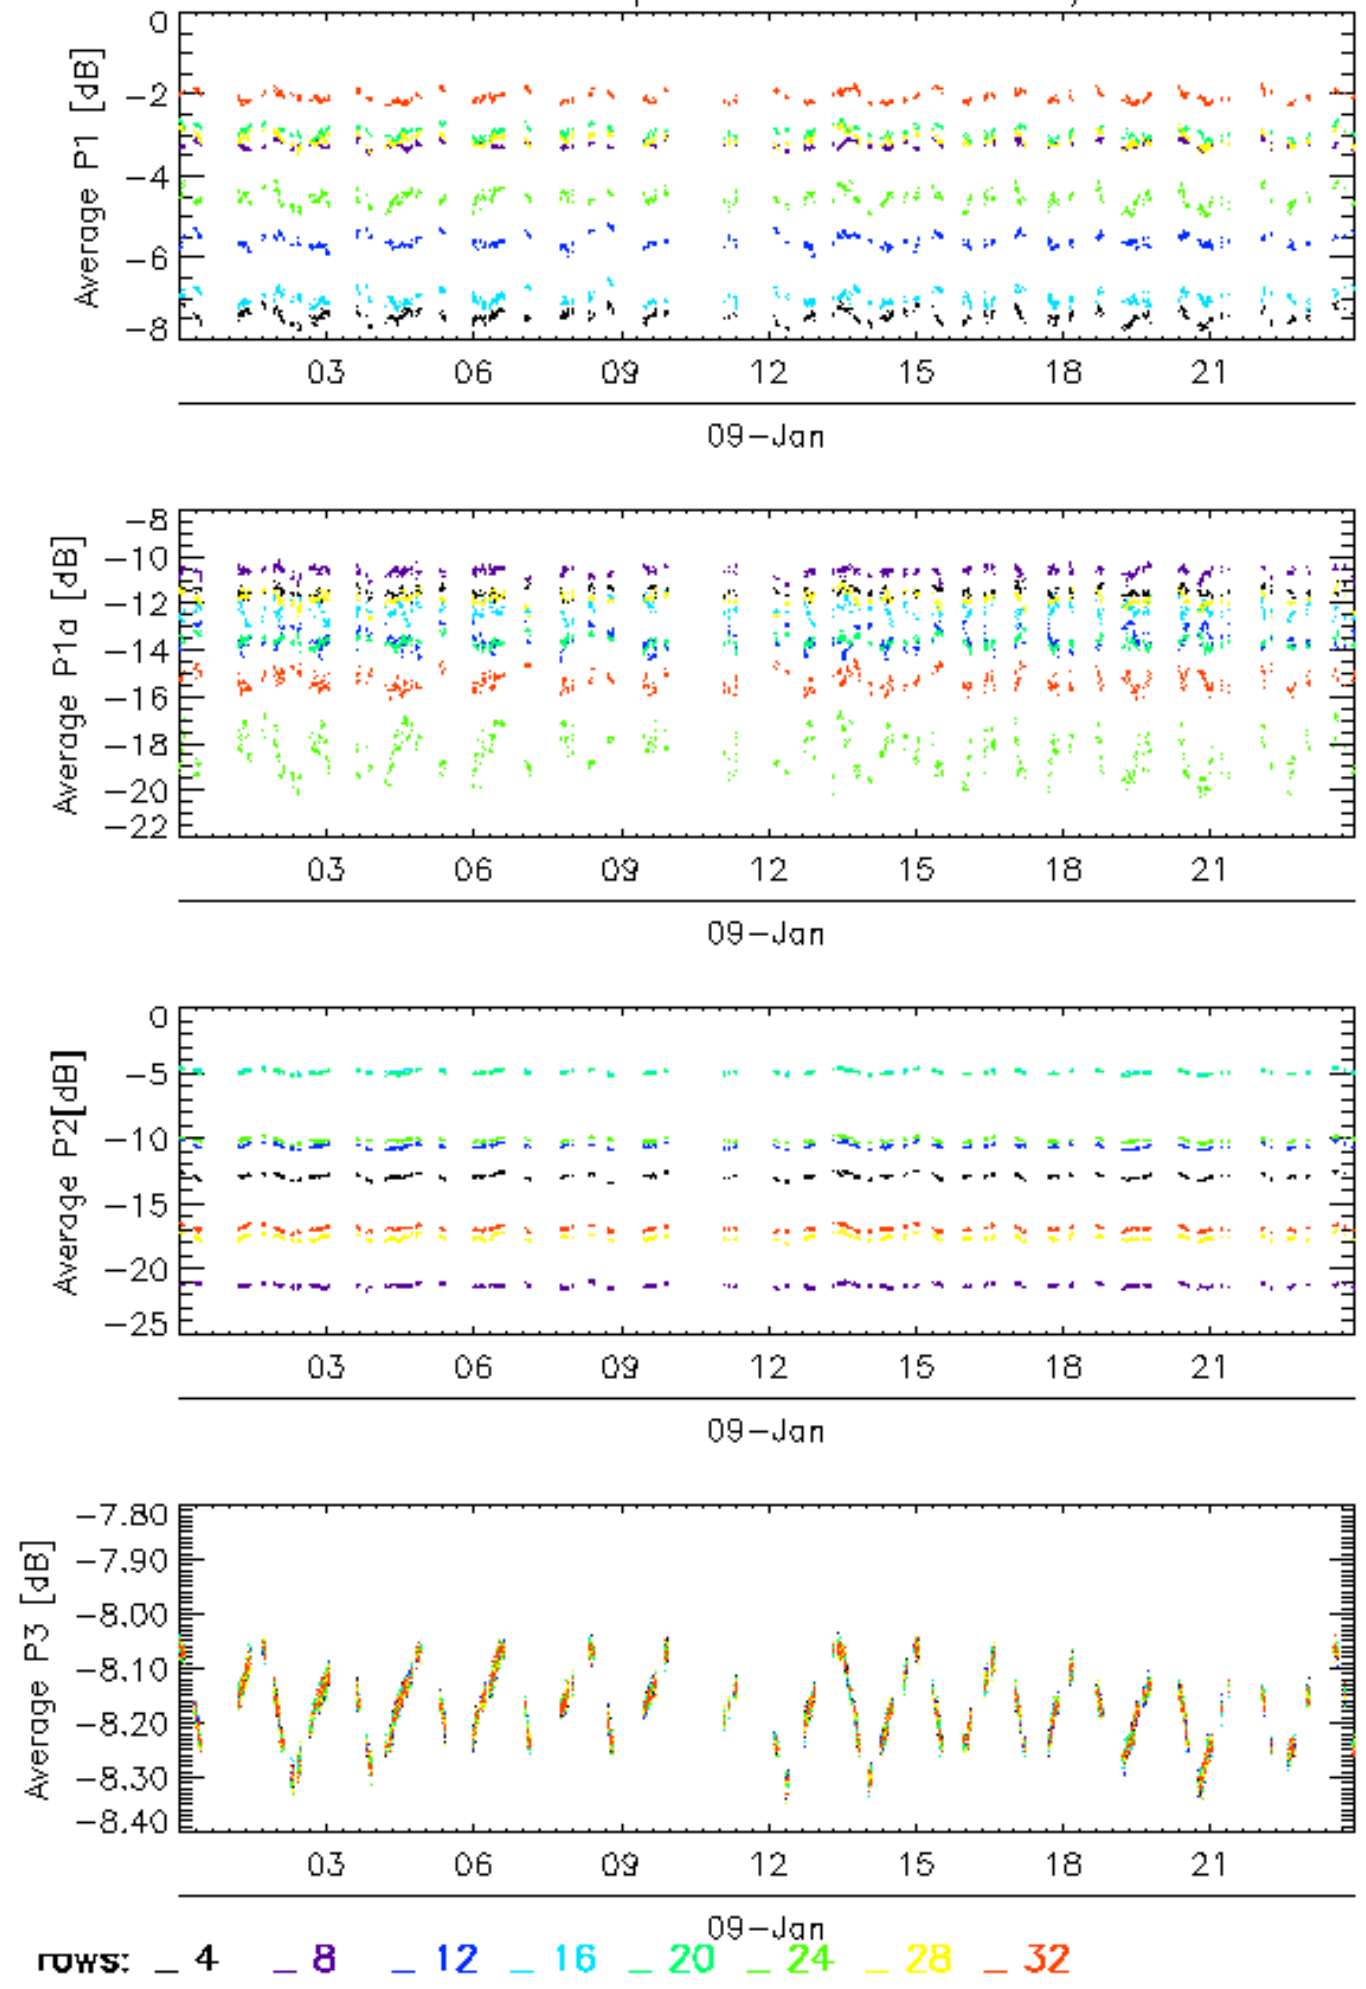 0
-2
-4
-6
-8
Average P1 [dB]
03 06 09 12 15 18 21
09-Jan
-8
-10
-12
-14
-16
-18
-20
-22
Average P1a [dB]
03 06 09 12 15 18 21
09-Jan
0
-5
-10
-15
-20
-25
Average P2[dB]
03 06 09 12 15 18 21
09-Jan
-7.80
-7.90
-8.00
-8.10
-8.20
-8.30
-8.40
Average P3 [dB]
03 06 09 12 15 18 21
09-Jan
rows: _ 4 _ 8 _ 12 _ 16 _ 20 _ 24 _ 28 _ 32